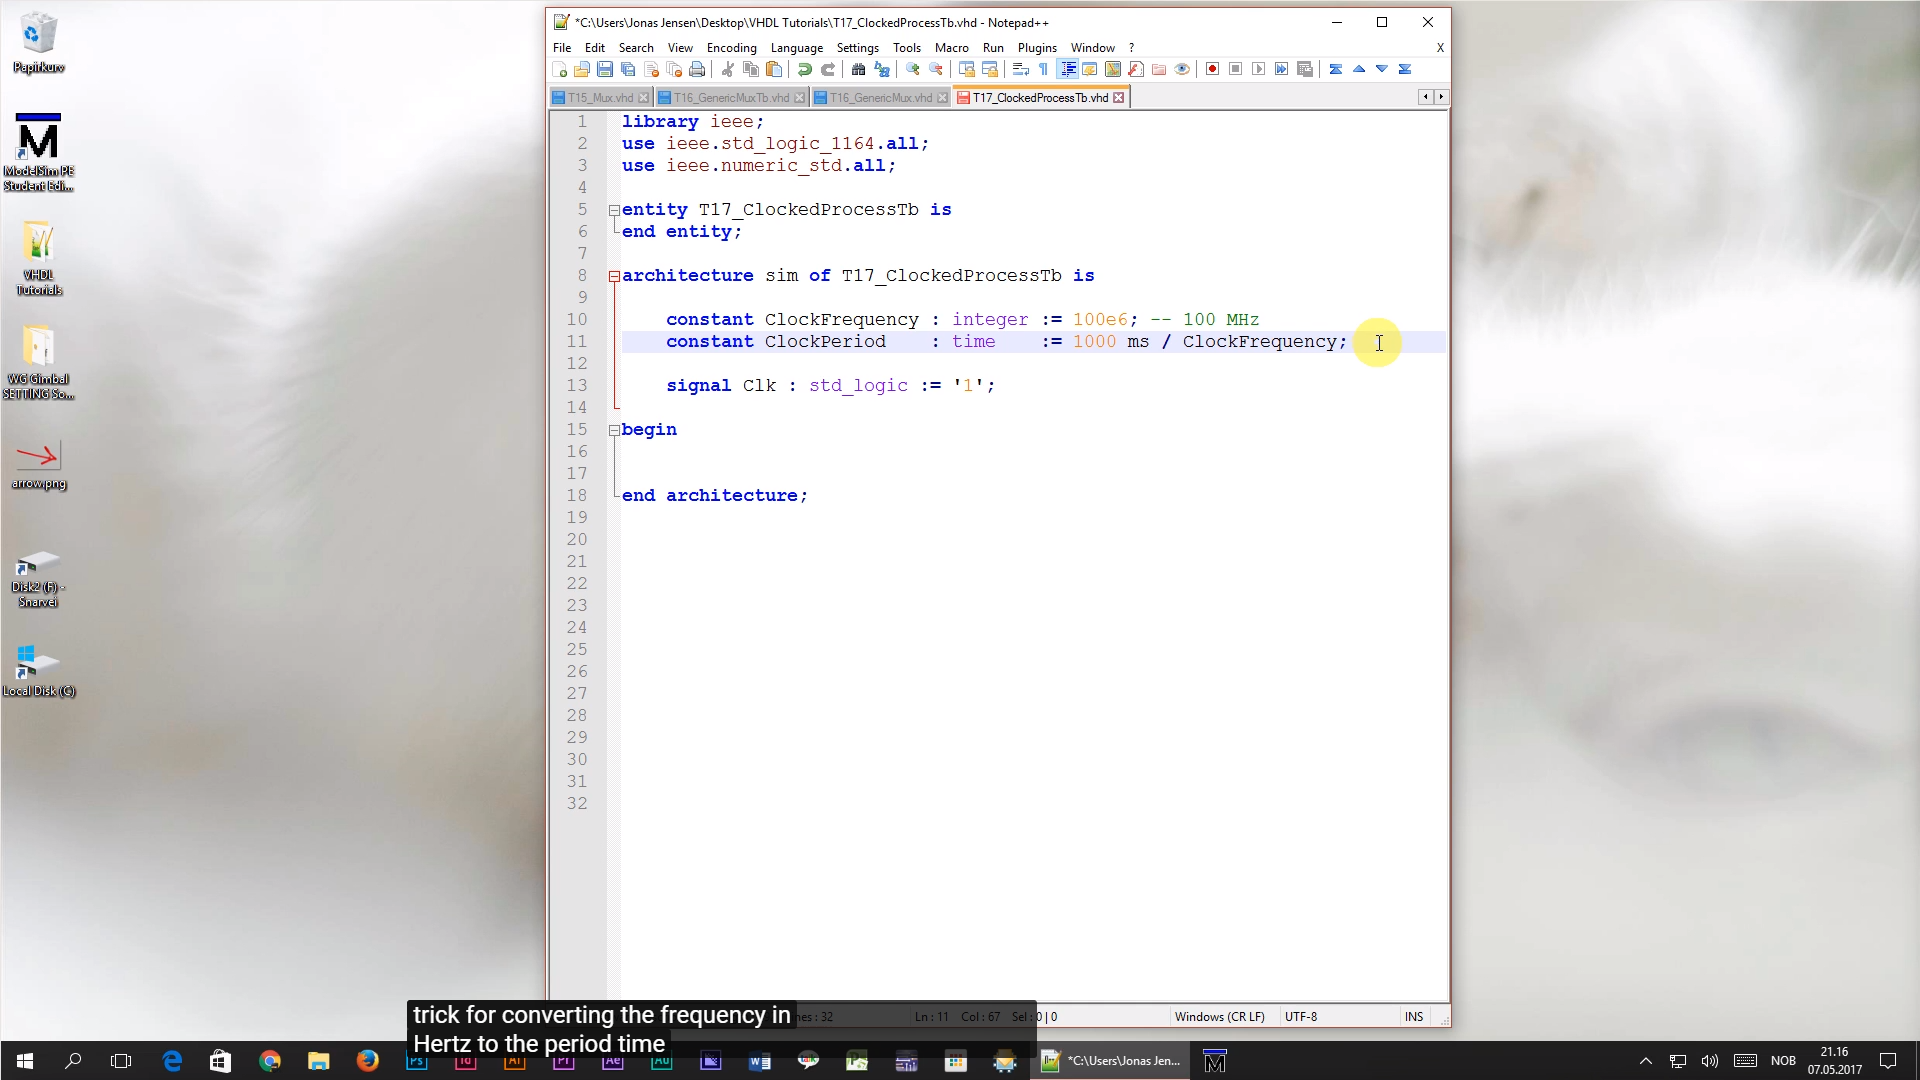 *C:\Users\Jonas Jensen\Desktop\VHDL Tutorials\T17_ClockedProcessTb.vhd - Notepad++
File Edit Search View Encoding Language Settings Tools Macro Run Plugins Window ? X
T15_Mux.vhd T16_GenericMuxTb.vhd T16_GenericMux.vhd T17_ClockedProcessTb.vhd
1 library ieee;
2 use ieee.std_logic_1164.all;
3 use ieee.numeric_std.all;
4
5 entity T17_ClockedProcessTb is
6 end entity;
7
8 architecture sim of T17_ClockedProcessTb is
9
10 constant ClockFrequency : integer := 100e6; -- 100 MHz
11 constant ClockPeriod : time := 1000 ms / ClockFrequency;
12
13 signal Clk : std_logic := '1';
14
15 begin
16
17
18 end architecture;
19
20
21
22
23
24
25
26
27
28
29
30
31
32
Papirkurv
M
ModelSim PE
Student Edi...
VHDL
Tutorials
WG Gimbal
SETTING So...
arrow.png
Disk2 (F) -
Snarvei
Local Disk (C)
trick for converting the frequency in
Hertz to the period time
: 32 Ln : 11 Col : 67 Sel : 0 | 0 Windows (CR LF) UTF-8 INS
Ps Id Ai Pr Ae Au *C:\Users\Jonas Jen... M NOB
21.16
07.05.2017